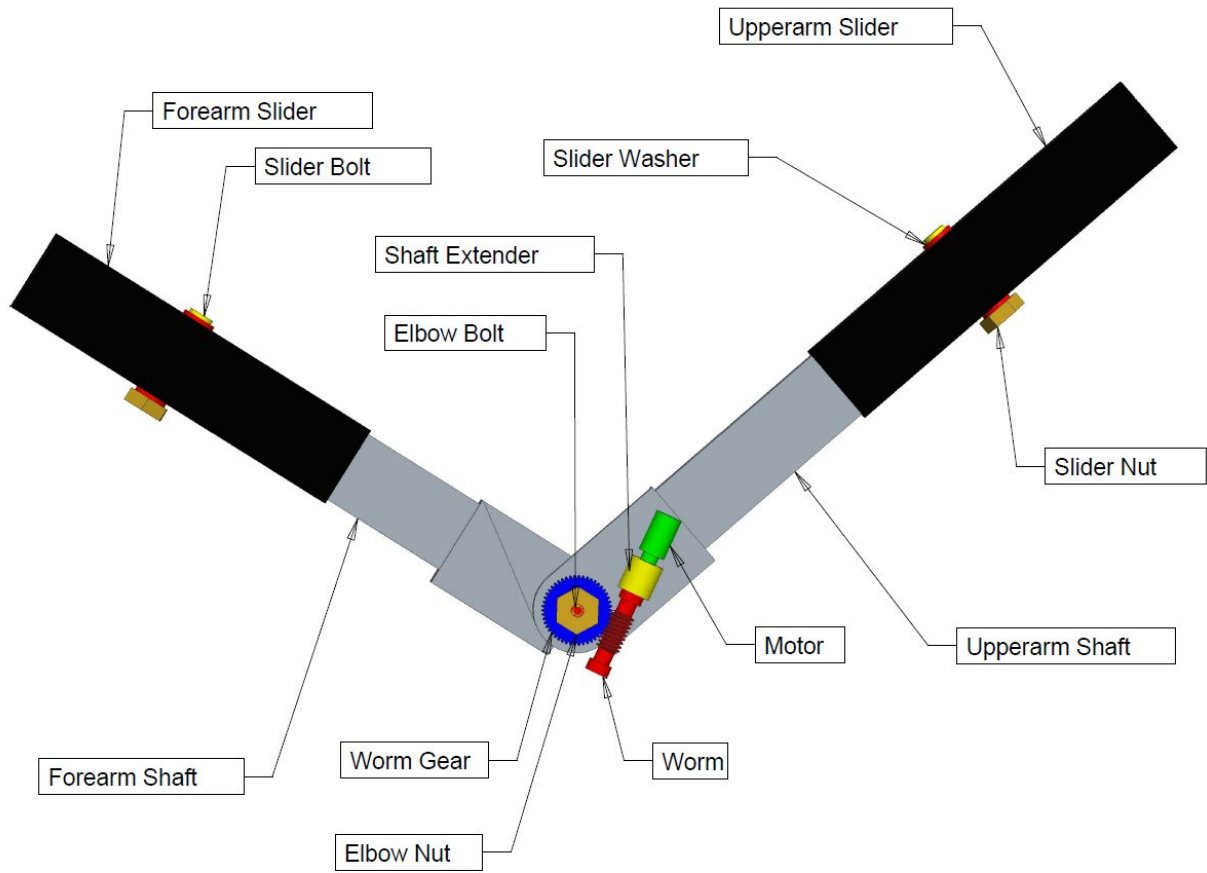 Upperarm Slider
Forearm Slider
Slider Bolt
Slider Washer
Shaft Extender
Elbow Bolt
Slider Nut
Motor
Upperarm Shaft
Worm Gear
Worm
Forearm Shaft
Elbow Nut